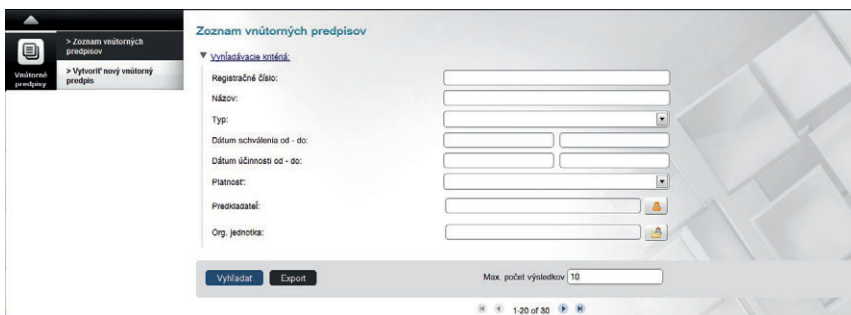 Zoznam vnútorných predpisov
> Zoznam vnútorných
predpisov
Vnútorné
predpisy
> Vytvoriť nový vnútorný
predpis
Vyhľadávacie kritériá:
Registračné číslo:
Názov:
Typ:
Dátum schválenia od - do:
Dátum účinnosti od - do:
Platnosť:
Predkladateľ:
Org. jednotka:
Vyhľadať Export Max. počet výsledkov 10
1-20 of 30